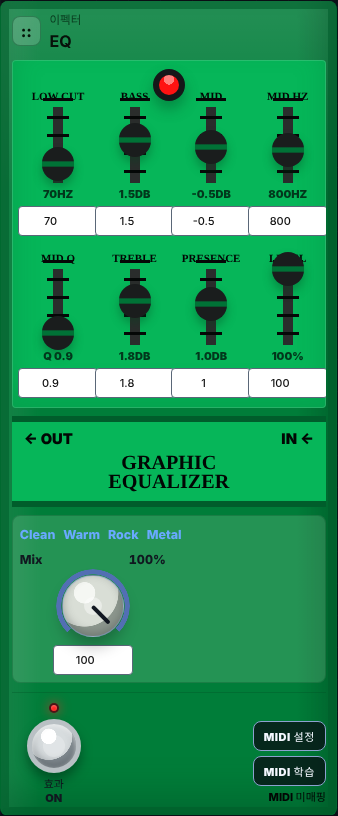 이펙터
EQ
LOW CUT BASS MID MID HZ
70HZ 1.5DB -0.5DB 800HZ
70 1.5 -0.5 800
MID Q TREBLE PRESENCE LEVEL
Q 0.9 1.8DB 1.0DB 100%
0.9 1.8 1 100
← OUT IN ←
GRAPHIC
EQUALIZER
Clean Warm Rock Metal
Mix 100%
100
MIDI 설정
효과 MIDI 학습
ON MIDI 미매핑